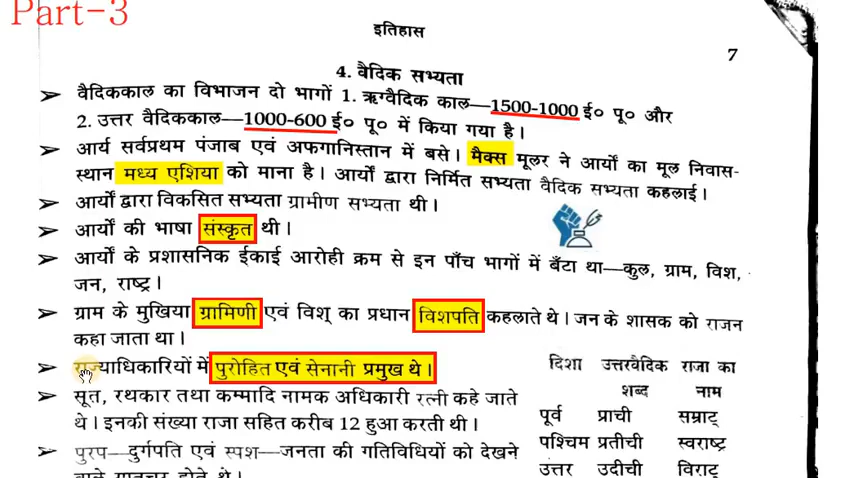 Part-3
इतिहास
7
4. वैदिक सभ्यता
➤ वैदिककाल का विभाजन दो भागों 1. ऋग्वैदिक काल—1500-1000 ई० पू० और
2. उत्तर वैदिककाल—1000-600 ई० पू० में किया गया है।
➤ आर्य सर्वप्रथम पंजाब एवं अफगानिस्तान में बसे। मैक्स मूलर ने आर्यों का मूल निवास-
स्थान मध्य एशिया को माना है। आर्यों द्वारा निर्मित सभ्यता वैदिक सभ्यता कहलाई।
➤ आर्यों द्वारा विकसित सभ्यता ग्रामीण सभ्यता थी।
➤ आर्यों की भाषा संस्कृत थी।
➤ आर्यों के प्रशासनिक ईकाई आरोही क्रम से इन पाँच भागों में बँटा था—कुल, ग्राम, विश,
जन, राष्ट्र।
➤ ग्राम के मुखिया ग्रामिणी एवं विश् का प्रधान विशपति कहलाते थे। जन के शासक को राजन
कहा जाता था।
➤ राज्याधिकारियों में पुरोहित एवं सेनानी प्रमुख थे।
➤ सूत, रथकार तथा कम्मादि नामक अधिकारी रत्नी कहे जाते
थे। इनकी संख्या राजा सहित करीब 12 हुआ करती थी।
➤ पुरप—दुर्गपति एवं स्पश—जनता की गतिविधियों को देखने
वाले गुप्तचर होते थे।
दिशा उत्तरवैदिक राजा का
शब्द नाम
पूर्व प्राची सम्राट्
पश्चिम प्रतीची स्वराष्ट्र
उत्तर उदीची विराट्